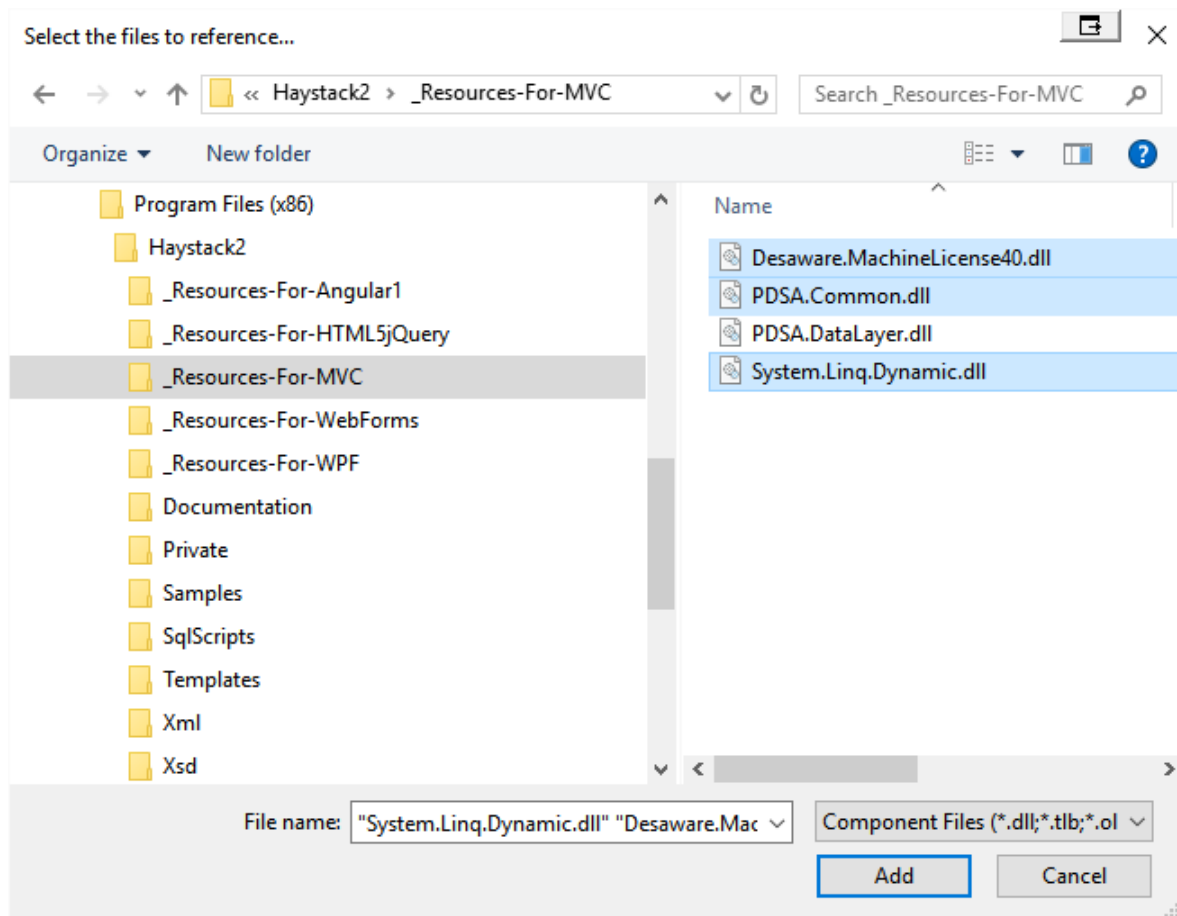 Select the files to reference...
« Haystack2 > _Resources-For-MVC
Search _Resources-For-MVC
Organize
New folder
?
Program Files (x86)
Haystack2
_Resources-For-Angular1
_Resources-For-HTML5jQuery
_Resources-For-MVC
_Resources-For-WebForms
_Resources-For-WPF
Documentation
Private
Samples
SqlScripts
Templates
Xml
Xsd
Name
Desaware.MachineLicense40.dll
PDSA.Common.dll
PDSA.DataLayer.dll
System.Linq.Dynamic.dll
File name:
"System.Linq.Dynamic.dll" "Desaware.Mac
Component Files (*.dll;*.tlb;*.ol
Add
Cancel